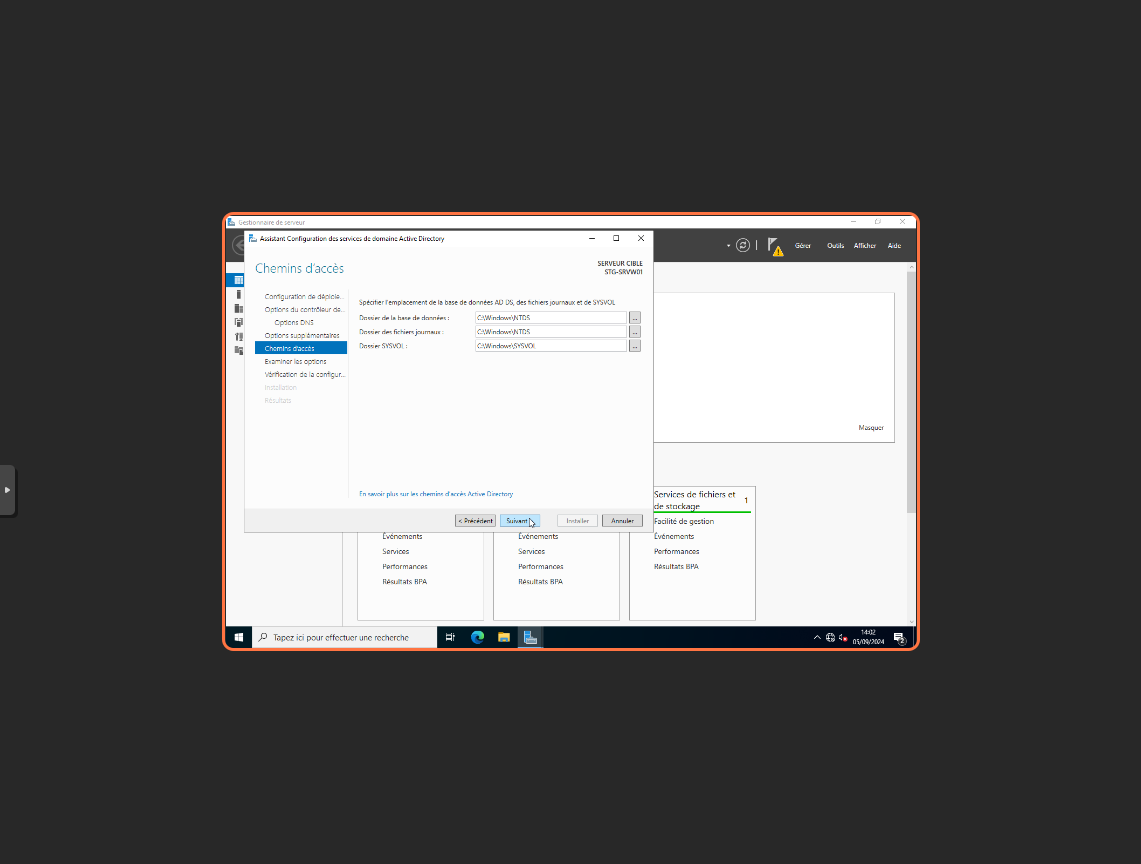 Gestionnaire de serveur
Assistant Configuration des services de domaine Active Directory
Gérer
Outils
Afficher
Aide
Chemins d'accès
SERVEUR CIBLE
STG-SRVW01
Configuration de déploie...
Options du contrôleur de...
Options DNS
Options supplémentaires
Chemins d'accès
Examiner les options
Vérification de la configur...
Installation
Résultats
Spécifier l'emplacement de la base de données AD DS, des fichiers journaux et de SYSVOL
Dossier de la base de données :
C:\Windows\NTDS
...
Dossier des fichiers journaux :
C:\Windows\NTDS
...
Dossier SYSVOL :
C:\Windows\SYSVOL
...
Masquer
En savoir plus sur les chemins d'accès Active Directory
< Précédent
Suivant >
Installer
Annuler
Services de fichiers et
de stockage
1
Facilité de gestion
Événements
Événements
Événements
Services
Services
Performances
Performances
Performances
Résultats BPA
Résultats BPA
Résultats BPA
Tapez ici pour effectuer une recherche
14:02
05/09/2024
2